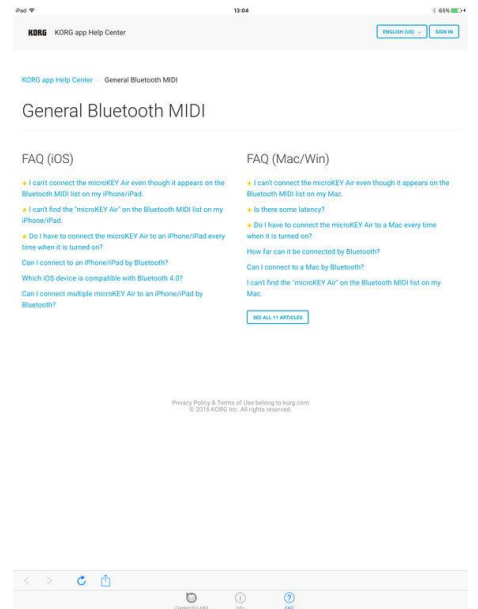 iPad
13:04
65%
KORG KORG app Help Center
ENGLISH (US)
SIGN IN
KORG app Help Center
General Bluetooth MIDI
General Bluetooth MIDI
FAQ (iOS)
★ I can't connect the microKEY Air even though it appears on the
Bluetooth MIDI list on my iPhone/iPad.
★ I can't find the "microKEY Air" on the Bluetooth MIDI list on my
iPhone/iPad.
★ Do I have to connect the microKEY Air to an iPhone/iPad every
time when it is turned on?
Can I connect to an iPhone/iPad by Bluetooth?
Which iOS device is compatible with Bluetooth 4.0?
Can I connect multiple microKEY Air to an iPhone/iPad by
Bluetooth?
FAQ (Mac/Win)
★ I can't connect the microKEY Air even though it appears on the
Bluetooth MIDI list on my Mac.
★ Is there some latency?
★ Do I have to connect the microKEY Air to a Mac every time
when it is turned on?
How far can it be connected by Bluetooth?
Can I connect to a Mac by Bluetooth?
I can't find the "microKEY Air" on the Bluetooth MIDI list on my
Mac.
SEE ALL 11 ARTICLES
Privacy Policy & Terms of Use belong to korg.com
© 2016 KORG Inc. All rights reserved.
FAQ